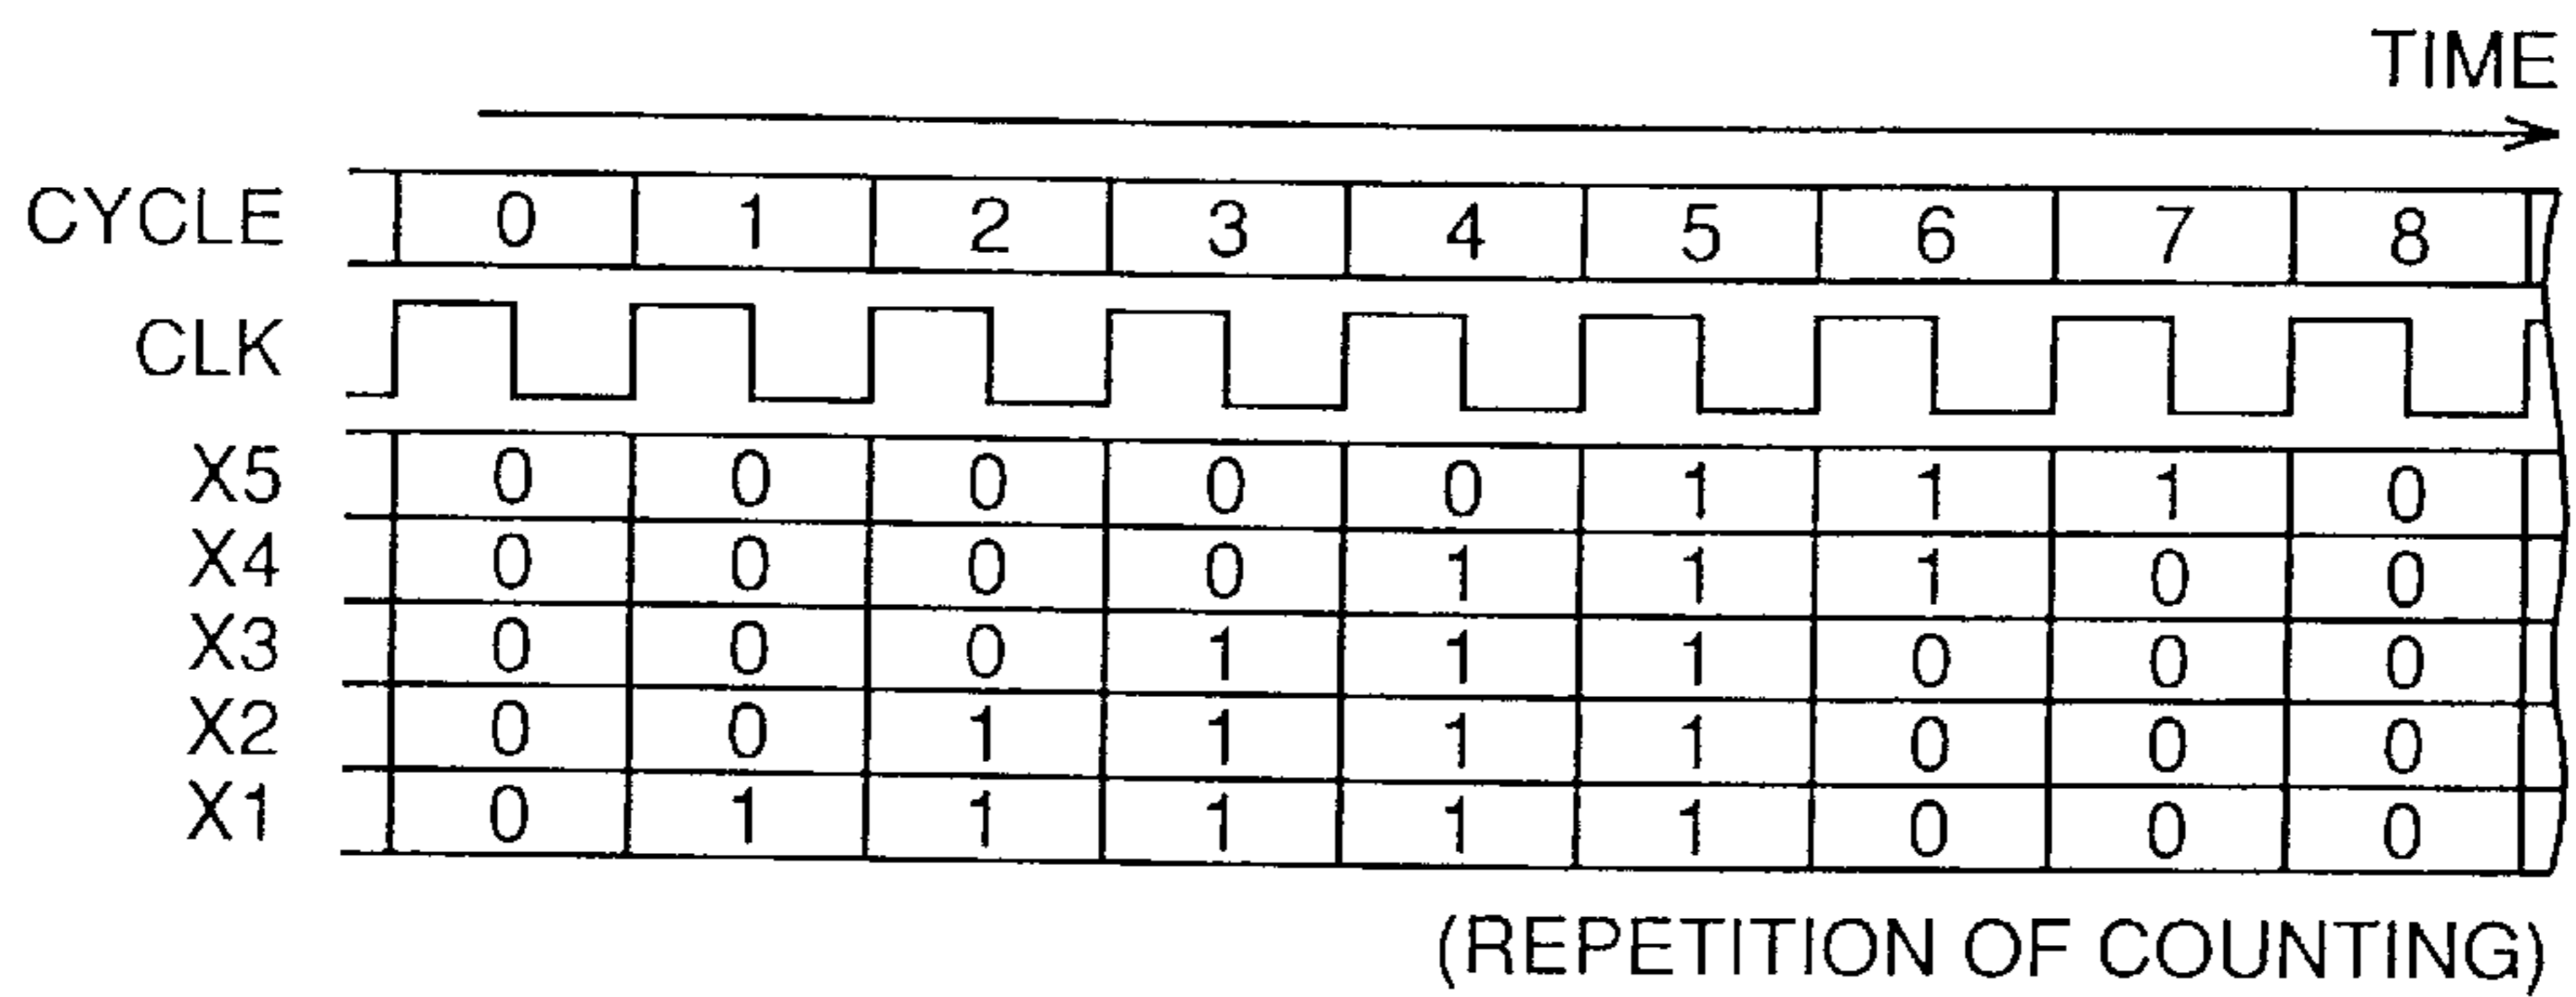 TIME
CYCLE 0 1 2 3 4 5 6 7 8
CLK
X5 0 0 0 0 0 1 1 1 0
X4 0 0 0 0 1 1 1 0 0
X3 0 0 0 1 1 1 0 0 0
X2 0 0 1 1 1 1 0 0 0
X1 0 1 1 1 1 1 0 0 0
(REPETITION OF COUNTING)